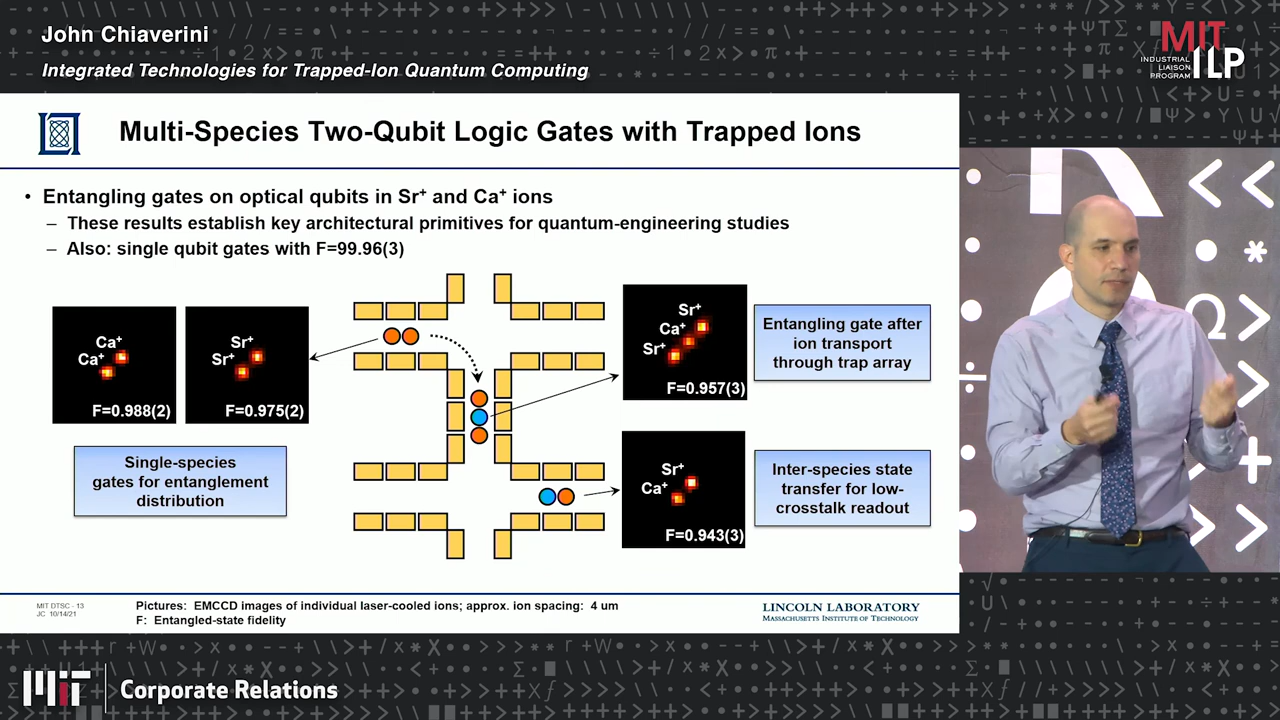 John Chiaverini
Integrated Technologies for Trapped-Ion Quantum Computing
MIT
INDUSTRIAL
LIAISON
PROGRAM
ILP
Multi-Species Two-Qubit Logic Gates with Trapped Ions
• Entangling gates on optical qubits in Sr⁺ and Ca⁺ ions
– These results establish key architectural primitives for quantum-engineering studies
– Also: single qubit gates with F=99.96(3)
Ca⁺
Ca⁺
F=0.988(2)
Sr⁺
Sr⁺
F=0.975(2)
Single-species
gates for entanglement
distribution
Sr⁺
Ca⁺
Sr⁺
F=0.957(3)
Entangling gate after
ion transport
through trap array
Sr⁺
Ca⁺
F=0.943(3)
Inter-species state
transfer for low-
crosstalk readout
MIT DTSC - 13
JC 10/14/21
Pictures: EMCCD images of individual laser-cooled ions; approx. ion spacing: 4 um
F: Entangled-state fidelity
LINCOLN LABORATORY
MASSACHUSETTS INSTITUTE OF TECHNOLOGY
MIT
Corporate Relations